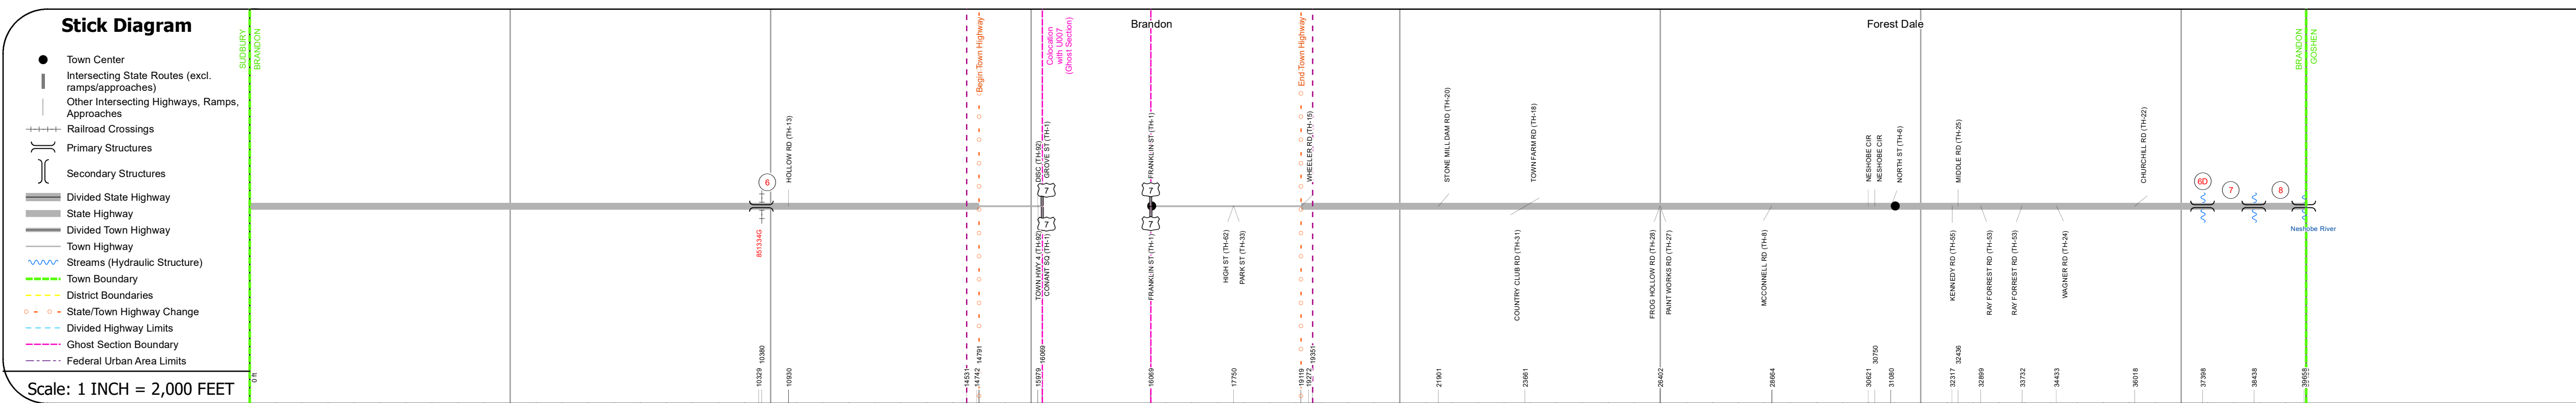 Stick Diagram
Town Center
Intersecting State Routes (excl.
ramps/approaches)
Other Intersecting Highways, Ramps,
Approaches
Railroad Crossings
Primary Structures
Secondary Structures
Divided State Highway
State Highway
Divided Town Highway
Town Highway
Streams (Hydraulic Structure)
Town Boundary
District Boundaries
State/Town Highway Change
Divided Highway Limits
Ghost Section Boundary
Federal Urban Area Limits
Scale: 1 INCH = 2,000 FEET
SUDBURY
BRANDON
Begin Town Highway
Colocation
with U007
(Ghost Section)
Brandon
End Town Highway
Forest Dale
BRANDON
GOSHEN
HOLLOW RD (TH-13)
DISC (TH-92)
GROVE ST (TH-1)
FRANKLIN ST (TH-1)
WHEELER RD (TH-15)
STONE MILL DAM RD (TH-20)
TOWN FARM RD (TH-18)
NESHOBE CIR
NESHOBE CIR
NORTH ST (TH-6)
MIDDLE RD (TH-25)
CHURCHILL RD (TH-22)
6
7
7
6D
7
8
7
7
851334G
TOWN HWY 4 (TH-92)
CONANT SQ (TH-1)
FRANKLIN ST (TH-1)
HIGH ST (TH-62)
PARK ST (TH-33)
COUNTRY CLUB RD (TH-31)
FROG HOLLOW RD (TH-28)
PAINT WORKS RD (TH-27)
MCCONNELL RD (TH-8)
KENNEDY RD (TH-55)
RAY FORREST RD (TH-53)
RAY FORREST RD (TH-53)
WAGNER RD (TH-24)
Neshobe River
0 ft
10329
10380
10930
14531
14742
14791
15979
16069
16069
17750
19119
19272
19351
21901
23661
26402
28664
30621
30750
31080
32317
32436
32899
33732
34433
36018
37398
38438